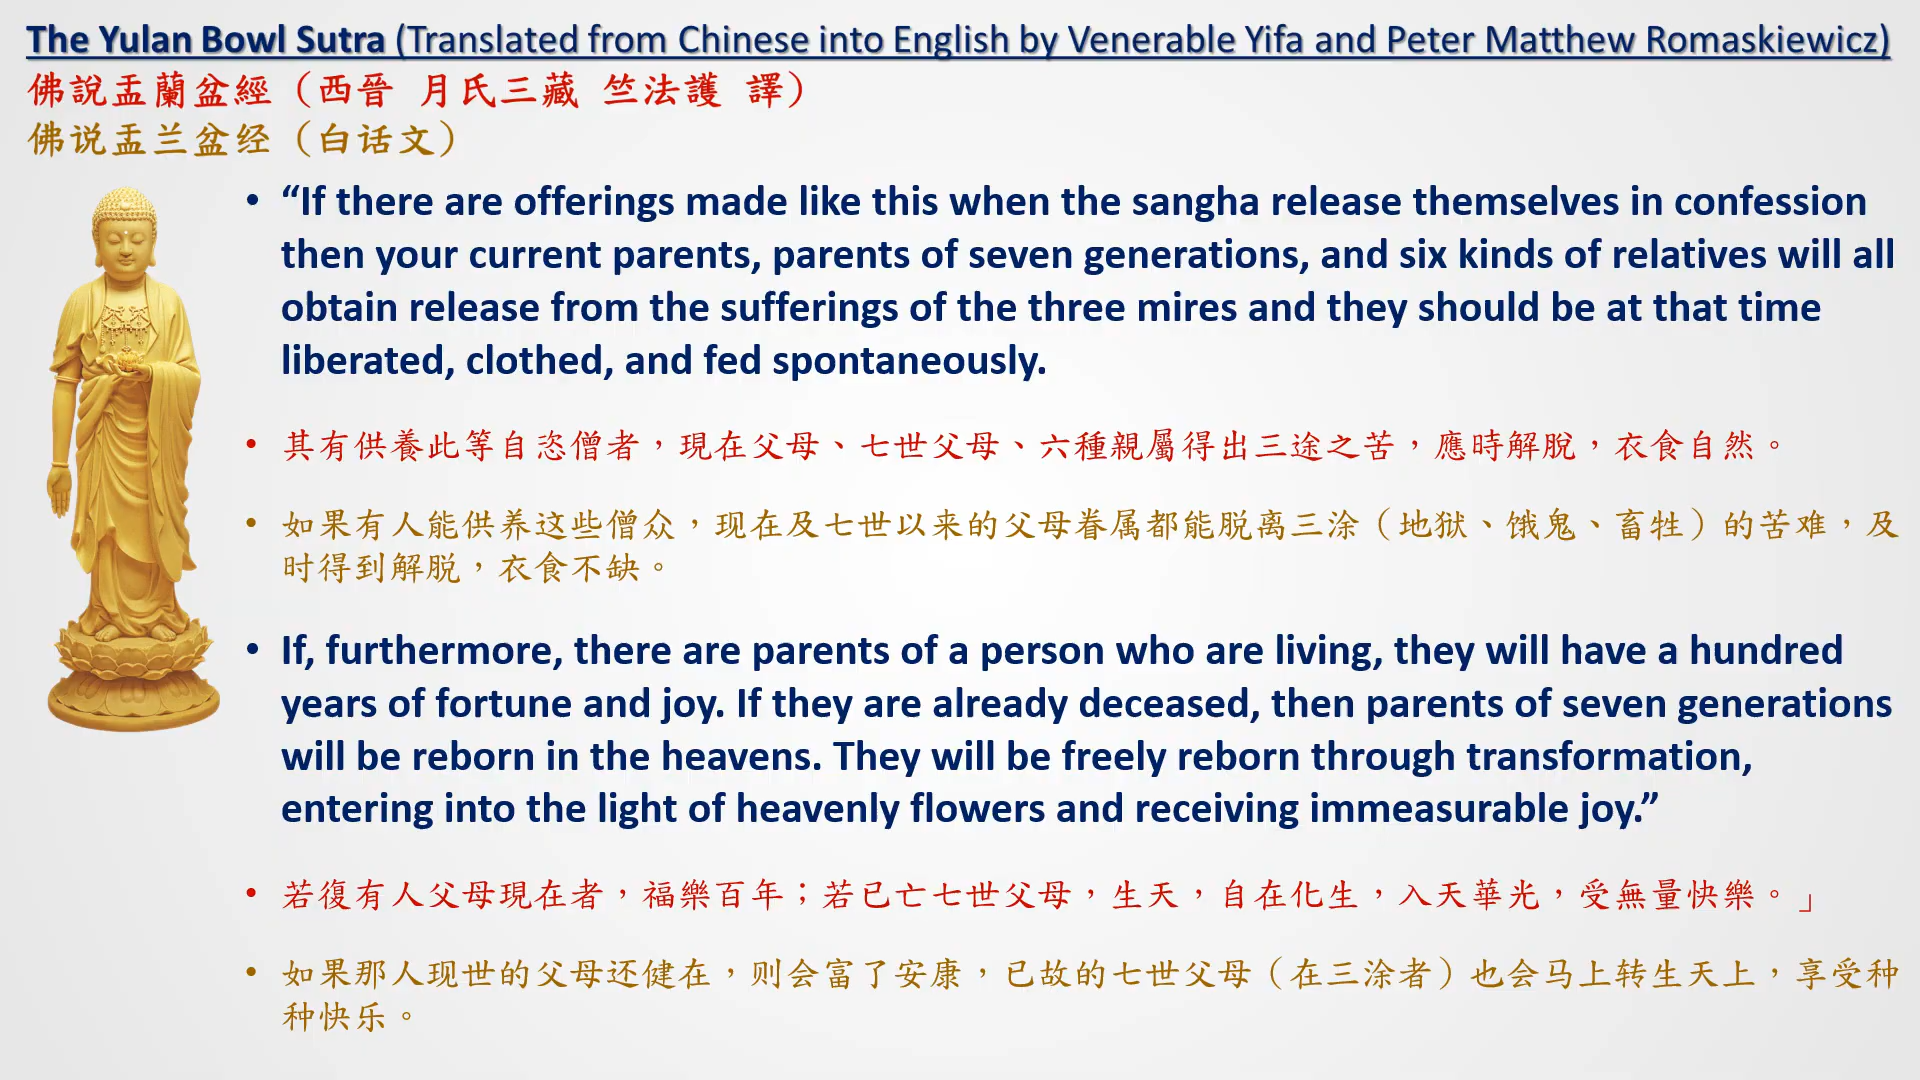 The Yulan Bowl Sutra (Translated from Chinese into English by Venerable Yifa and Peter Matthew Romaskiewicz)
佛說盂蘭盆經（西晉 月氏三藏 竺法護 譯）
佛说盂兰盆经（白话文）
• “If there are offerings made like this when the sangha release themselves in confession
then your current parents, parents of seven generations, and six kinds of relatives will all
obtain release from the sufferings of the three mires and they should be at that time
liberated, clothed, and fed spontaneously.
• 其有供養此等自恣僧者，現在父母、七世父母、六種親屬得出三途之苦，應時解脫，衣食自然。
• 如果有人能供养这些僧众，现在及七世以来的父母眷属都能脱离三涂（地狱、饿鬼、畜牲）的苦难，及
时得到解脱，衣食不缺。
• If, furthermore, there are parents of a person who are living, they will have a hundred
years of fortune and joy. If they are already deceased, then parents of seven generations
will be reborn in the heavens. They will be freely reborn through transformation,
entering into the light of heavenly flowers and receiving immeasurable joy.”
• 若復有人父母現在者，福樂百年；若已亡七世父母，生天，自在化生，入天華光，受無量快樂。」
• 如果那人现世的父母还健在，则会富了安康，已故的七世父母（在三涂者）也会马上转生天上，享受种
种快乐。